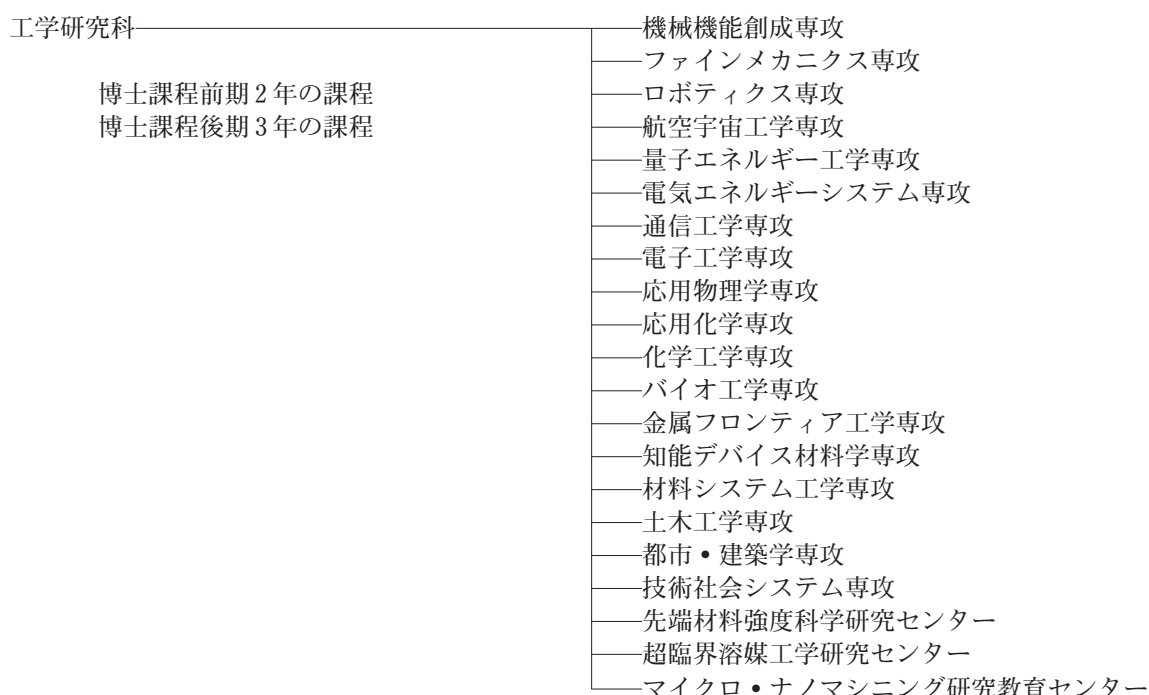 工学研究科
機械機能創成専攻
ファインメカニクス専攻
博士課程前期2年の課程
ロボティクス専攻
博士課程後期3年の課程
航空宇宙工学専攻
量子エネルギー工学専攻
電気エネルギーシステム専攻
通信工学専攻
電子工学専攻
応用物理学専攻
応用化学専攻
化学工学専攻
バイオ工学専攻
金属フロンティア工学専攻
知能デバイス材料学専攻
材料システム工学専攻
土木工学専攻
都市・建築学専攻
技術社会システム専攻
先端材料強度科学研究センター
超臨界溶媒工学研究センター
マイクロ・ナノマシニング研究教育センター